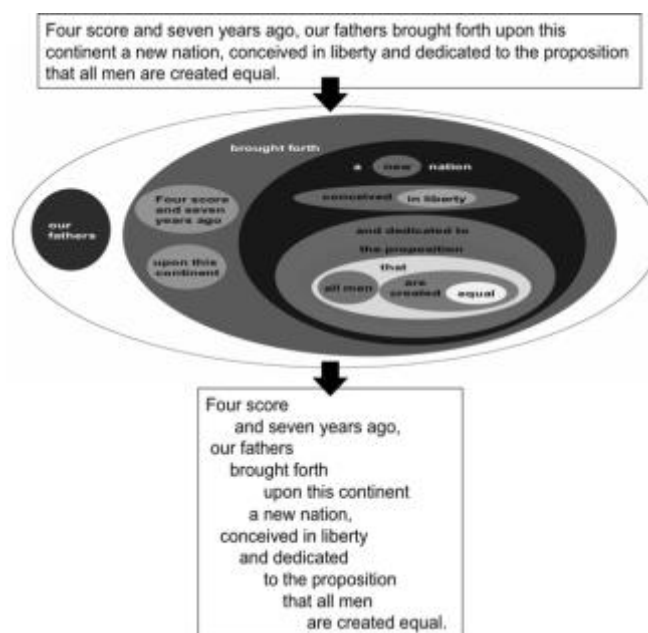 Four score and seven years ago, our fathers brought forth upon this
continent a new nation, conceived in liberty and dedicated to the proposition
that all men are created equal.
brought forth
a new nation
conceived in liberty
Four score
and seven
years ago
our
fathers
upon this
continent
and dedicated to
the proposition
that
all men
are
created
equal
Four score
and seven years ago,
our fathers
brought forth
upon this continent
a new nation,
conceived in liberty
and dedicated
to the proposition
that all men
are created equal.